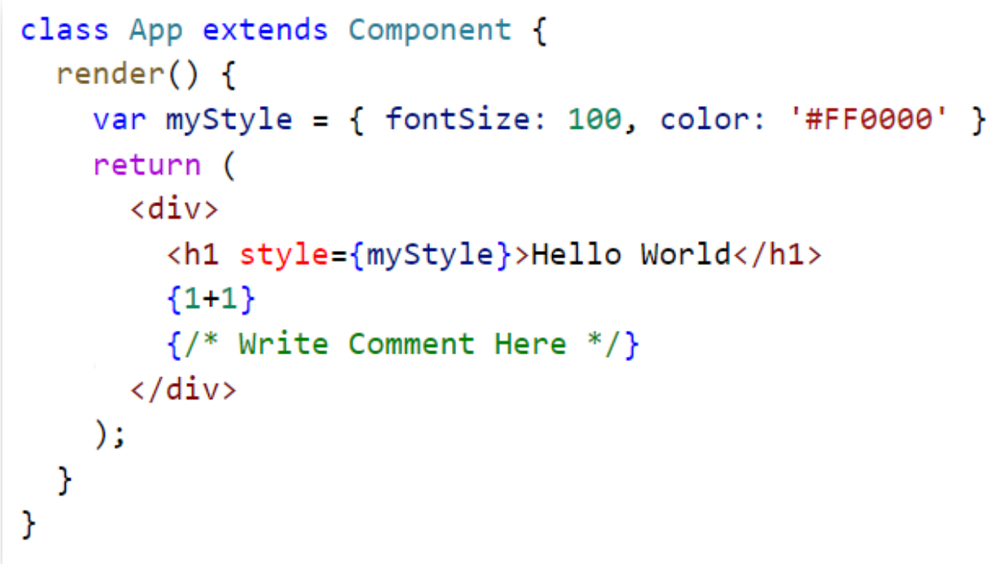 class App extends Component {
  render() {
    var myStyle = { fontSize: 100, color: '#FF0000' }
    return (
      <div>
        <h1 style={myStyle}>Hello World</h1>
        {1+1}
        {/* Write Comment Here */}
      </div>
    );
  }
}